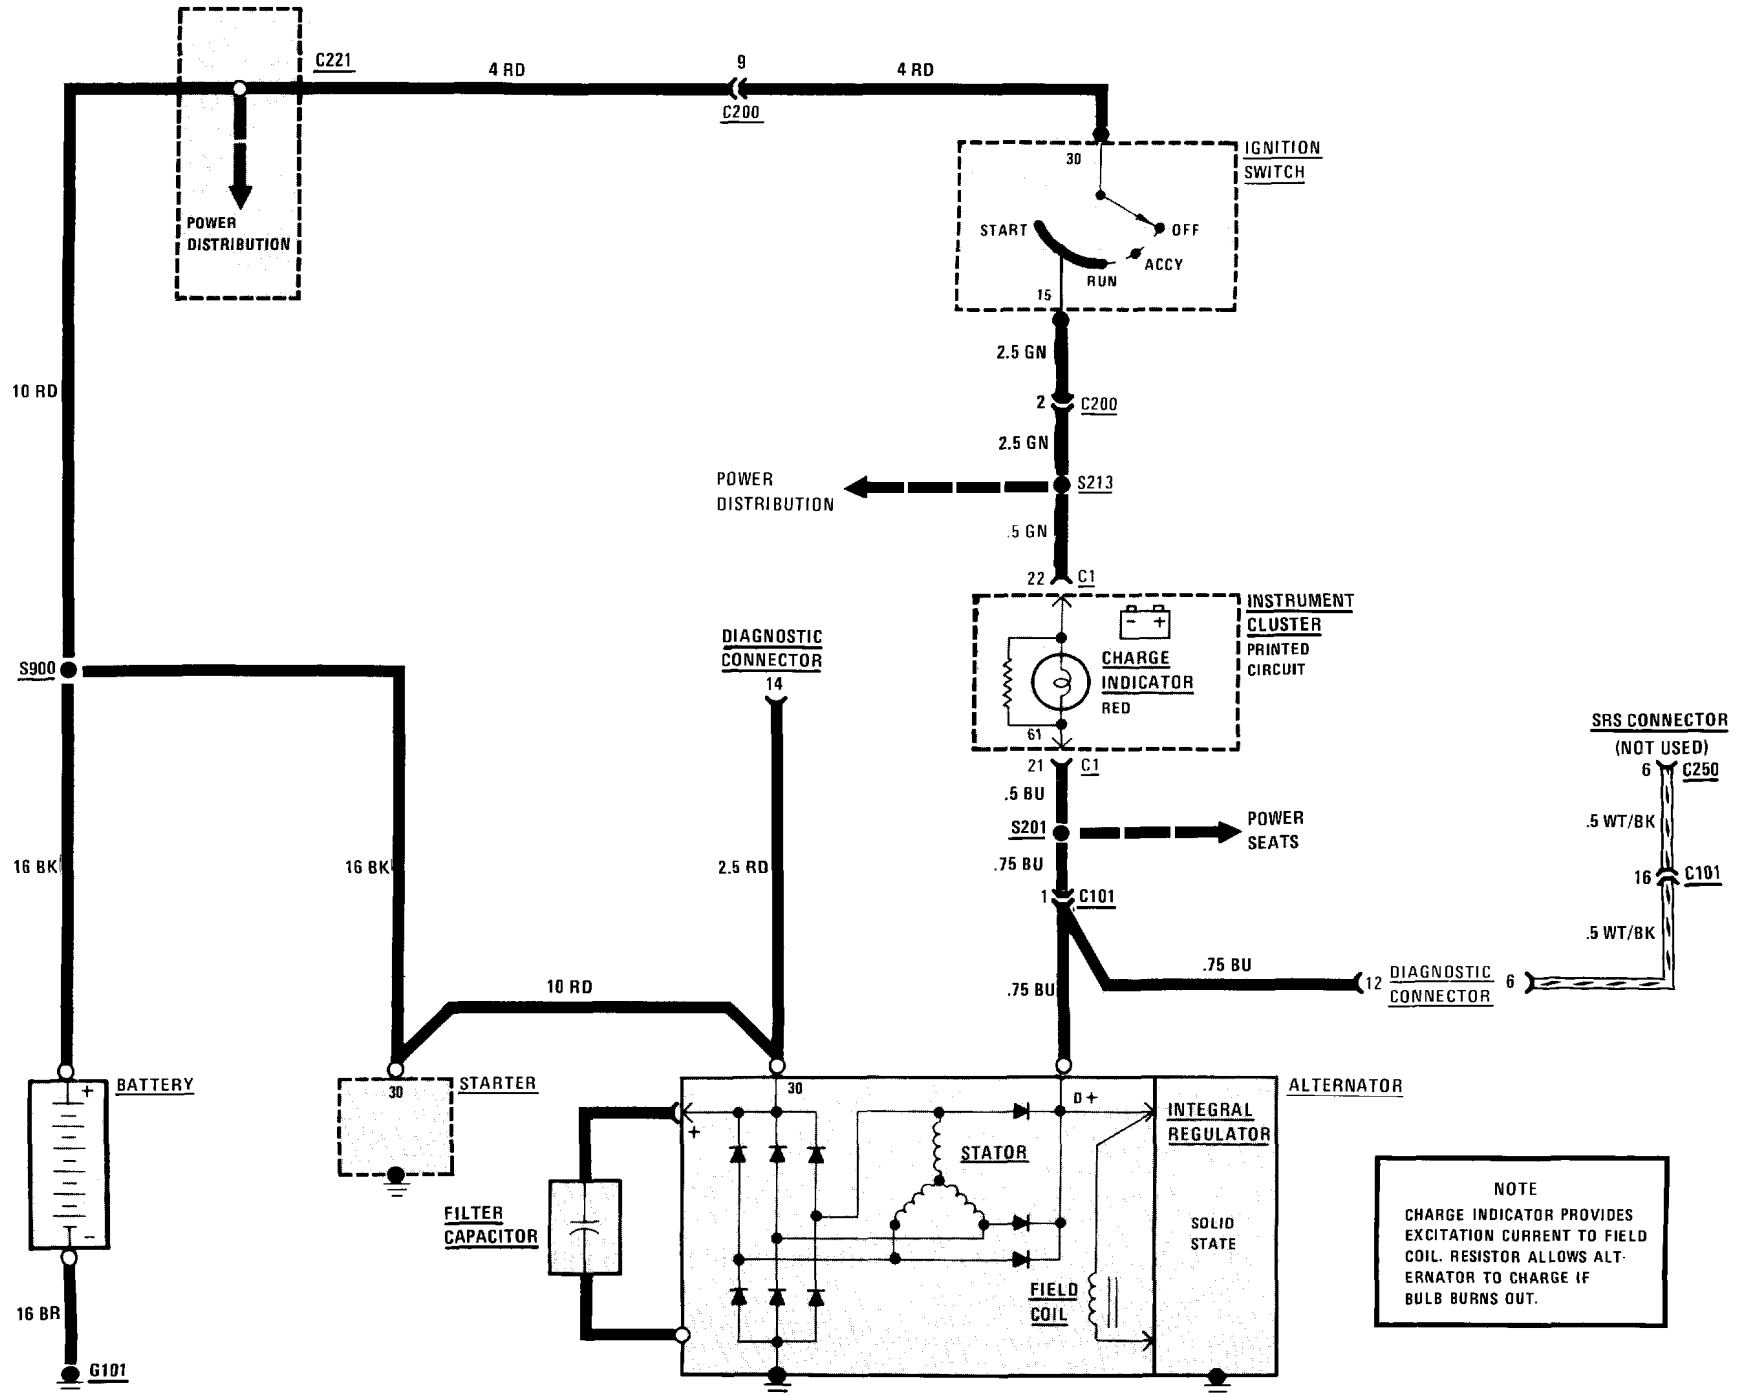 C221
4 RD
9
4 RD
C200
IGNITION
SWITCH
30
POWER
DISTRIBUTION
START
OFF
ACCY
RUN
15
2.5 GN
10 RD
2
C200
2.5 GN
POWER
DISTRIBUTION
S213
.5 GN
22
C1
INSTRUMENT
CLUSTER
PRINTED
CIRCUIT
- +
DIAGNOSTIC
CONNECTOR
14
CHARGE
INDICATOR
RED
S900
61
SRS CONNECTOR
(NOT USED)
6
C250
21
C1
.5 BU
S201
POWER
SEATS
.5 WT/BK
16 BK
16 BK
2.5 RD
.75 BU
16
C101
1
C101
.5 WT/BK
.75 BU
12
DIAGNOSTIC
CONNECTOR
6
10 RD
.75 BU
BATTERY
+
30
STARTER
30
D +
ALTERNATOR
+
INTEGRAL
REGULATOR
STATOR
FILTER
CAPACITOR
SOLID
STATE
-
FIELD
COIL
16 BR
G101
NOTE
CHARGE INDICATOR PROVIDES
EXCITATION CURRENT TO FIELD
COIL. RESISTOR ALLOWS ALT-
ERNATOR TO CHARGE IF
BULB BURNS OUT.